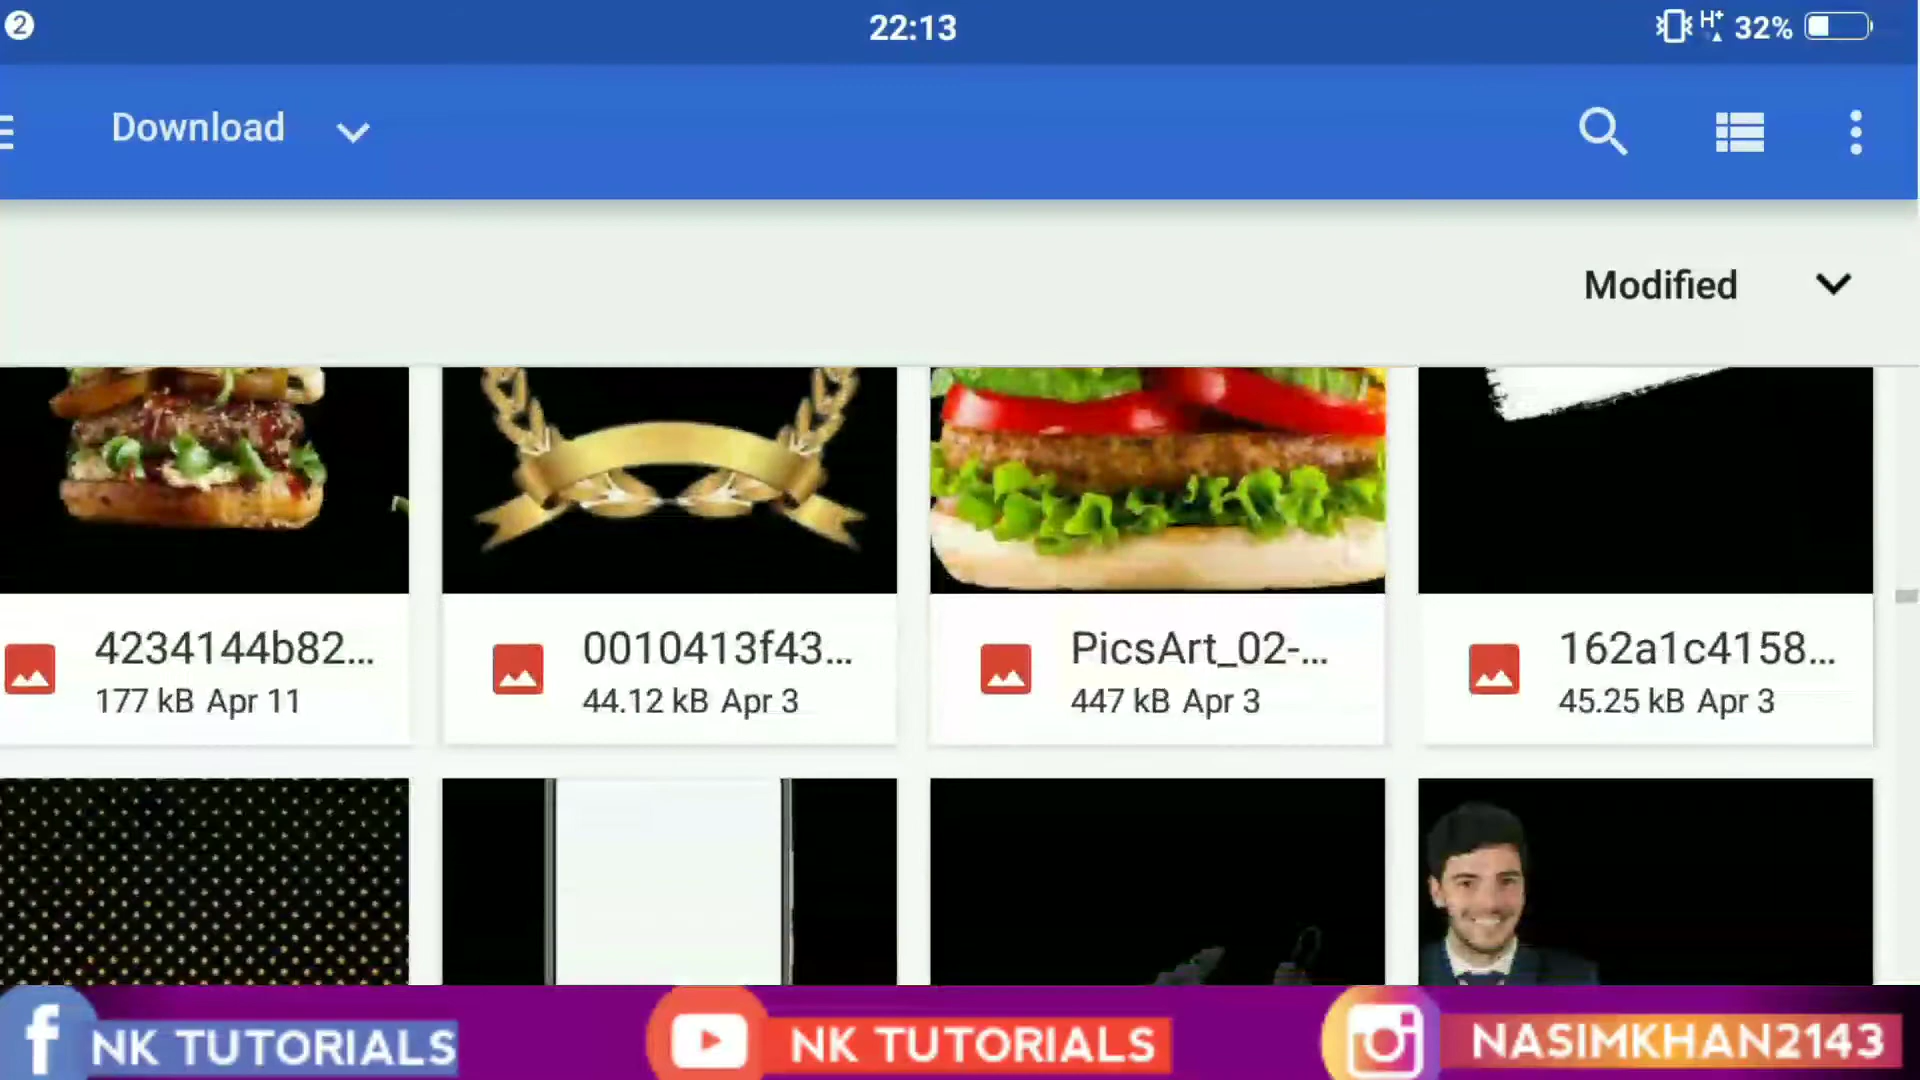 2
22:13
H+ 32%
Download
Modified
4234144b82...
177 kB Apr 11
0010413f43...
44.12 kB Apr 3
PicsArt_02-...
447 kB Apr 3
162a1c4158...
45.25 kB Apr 3
NK TUTORIALS
NK TUTORIALS
NASIMKHAN2143